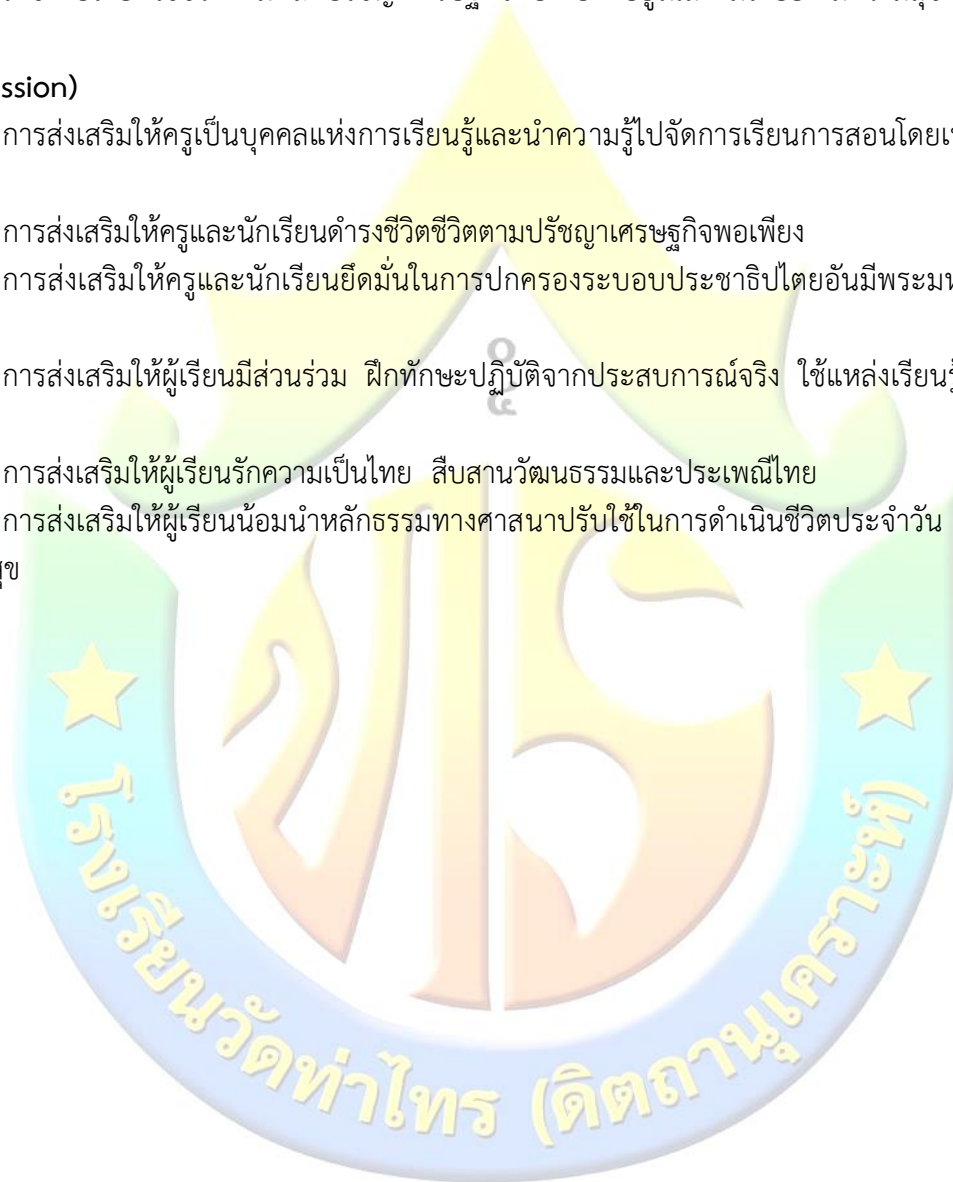 ssion)
การส่งเสริมให้ครูเป็นบุคคลแห่งการเรียนรู้และนำความรู้ไปจัดการเรียนการสอนโดยเ
การส่งเสริมให้ครูและนักเรียนดำรงชีวิตชีวิตตามปรัชญาเศรษฐกิจพอเพียง
การส่งเสริมให้ครูและนักเรียนยึดมั่นในการปกครองระบอบประชาธิปไตยอันมีพระมห
การส่งเสริมให้ผู้เรียนมีส่วนร่วม ฝึกทักษะปฏิบัติจากประสบการณ์จริง ใช้แหล่งเรียนรู้
การส่งเสริมให้ผู้เรียนรักความเป็นไทย สืบสานวัฒนธรรมและประเพณีไทย
การส่งเสริมให้ผู้เรียนน้อมนำหลักธรรมทางศาสนาปรับใช้ในการดำเนินชีวิตประจำวัน
ุข
ทร
โรงเรียนวัดท่าไทร (ดิตถานุเคราะห์)